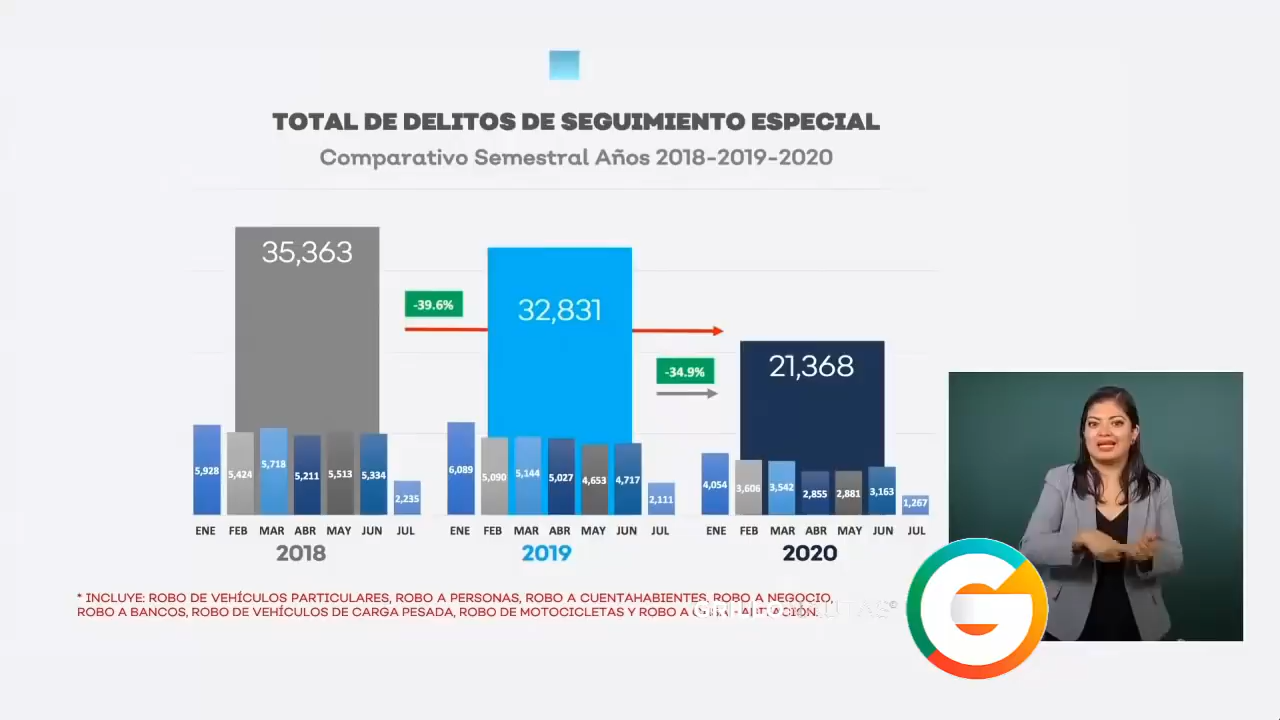 TOTAL DE DELITOS DE SEGUIMIENTO ESPECIAL
Comparativo Semestral Años 2018-2019-2020
35,363
-39.6%
32,831
-34.9%
21,368
5,928 5,424 5,718 5,211 5,513 5,334 2,235
6,089 5,090 5,144 5,027 4,653 4,717 2,111
4,054 3,606 3,542 2,855 2,881 3,163 1,267
ENE FEB MAR ABR MAY JUN JUL
ENE FEB MAR ABR MAY JUN JUL
ENE FEB MAR ABR MAY JUN JUL
2018
2019
2020
* INCLUYE: ROBO DE VEHÍCULOS PARTICULARES, ROBO A PERSONAS, ROBO A CUENTAHABIENTES, ROBO A NEGOCIO,
ROBO A BANCOS, ROBO DE VEHÍCULOS DE CARGA PESADA, ROBO DE MOTOCICLETAS Y ROBO A
G